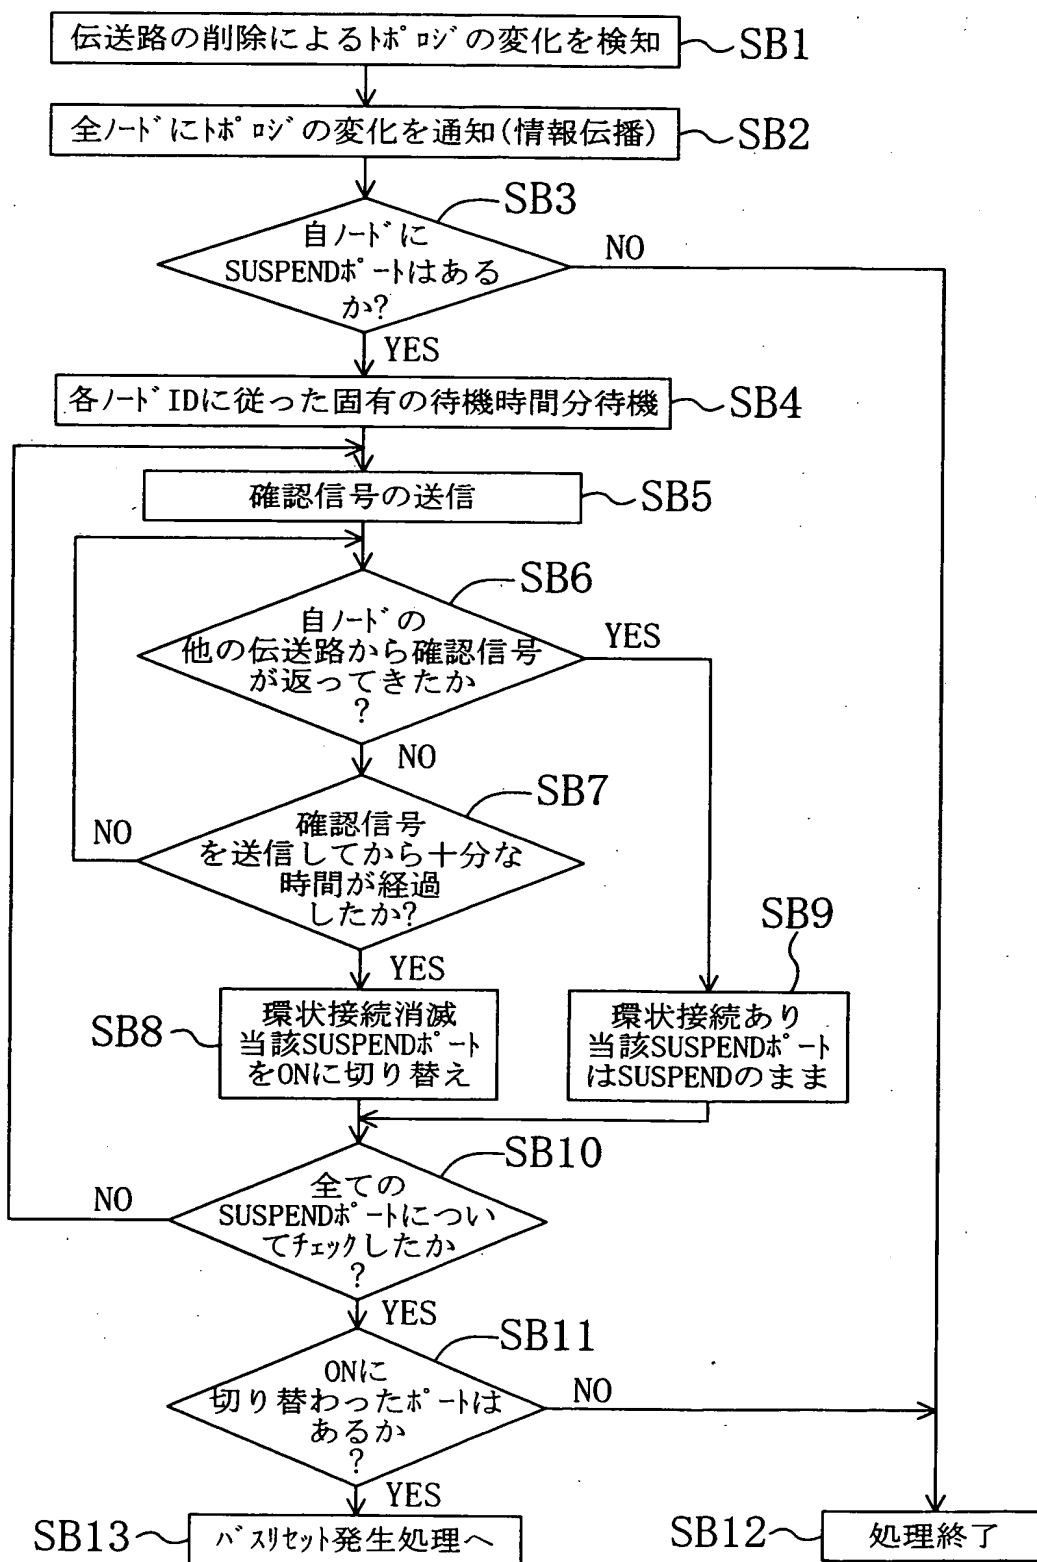 伝送路の削除によるﾄﾎﾟﾛｼﾞの変化を検知
SB1
全ﾉｰﾄﾞにﾄﾎﾟﾛｼﾞの変化を通知(情報伝播)
SB2
SB3
自ﾉｰﾄﾞに
SUSPENDﾎﾟｰﾄはある
か?
NO
YES
各ﾉｰﾄﾞIDに従った固有の待機時間分待機
SB4
確認信号の送信
SB5
SB6
自ﾉｰﾄﾞの
他の伝送路から確認信号
が返ってきたか
?
YES
NO
SB7
確認信号
を送信してから十分な
時間が経過
したか?
NO
YES
SB9
SB8
環状接続消滅
当該SUSPENDﾎﾟｰﾄ
をONに切り替え
環状接続あり
当該SUSPENDﾎﾟｰﾄ
はSUSPENDのまま
SB10
全ての
SUSPENDﾎﾟｰﾄについ
てﾁｪｯｸしたか
?
NO
YES
SB11
ONに
切り替わったﾎﾟｰﾄは
あるか
?
NO
YES
SB13
ﾊﾞｽﾘｾｯﾄ発生処理へ
SB12
処理終了